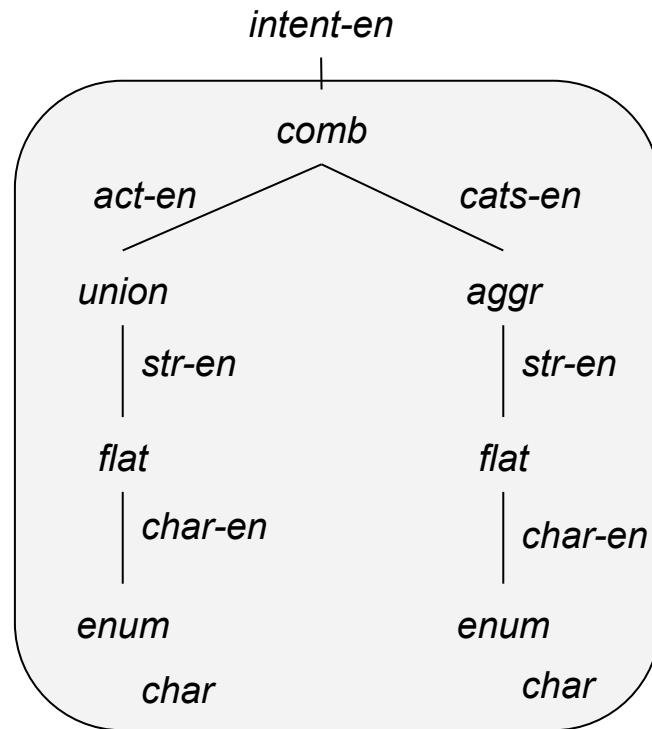 intent-en
comb
act-en cats-en
union aggr
str-en str-en
flat flat
char-en char-en
enum enum
char char